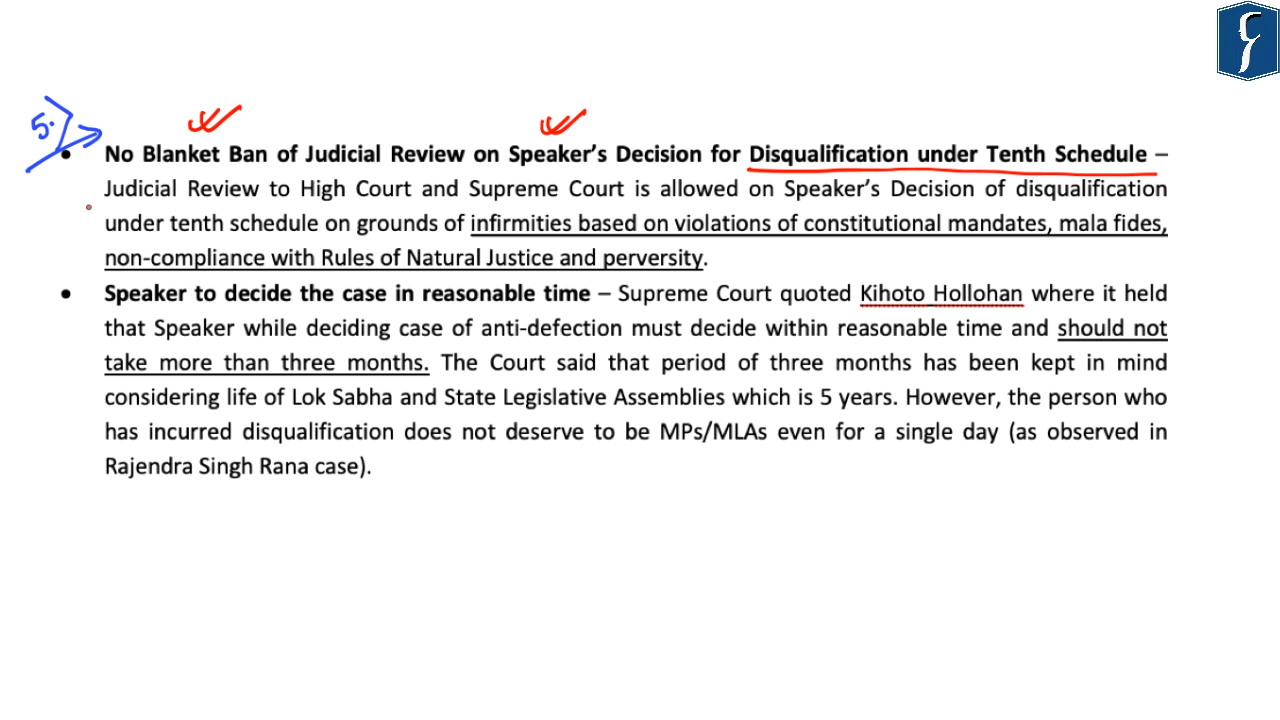 5.
• No Blanket Ban of Judicial Review on Speaker's Decision for Disqualification under Tenth Schedule –
Judicial Review to High Court and Supreme Court is allowed on Speaker's Decision of disqualification
under tenth schedule on grounds of infirmities based on violations of constitutional mandates, mala fides,
non-compliance with Rules of Natural Justice and perversity.
• Speaker to decide the case in reasonable time – Supreme Court quoted Kihoto Hollohan where it held
that Speaker while deciding case of anti-defection must decide within reasonable time and should not
take more than three months. The Court said that period of three months has been kept in mind
considering life of Lok Sabha and State Legislative Assemblies which is 5 years. However, the person who
has incurred disqualification does not deserve to be MPs/MLAs even for a single day (as observed in
Rajendra Singh Rana case).